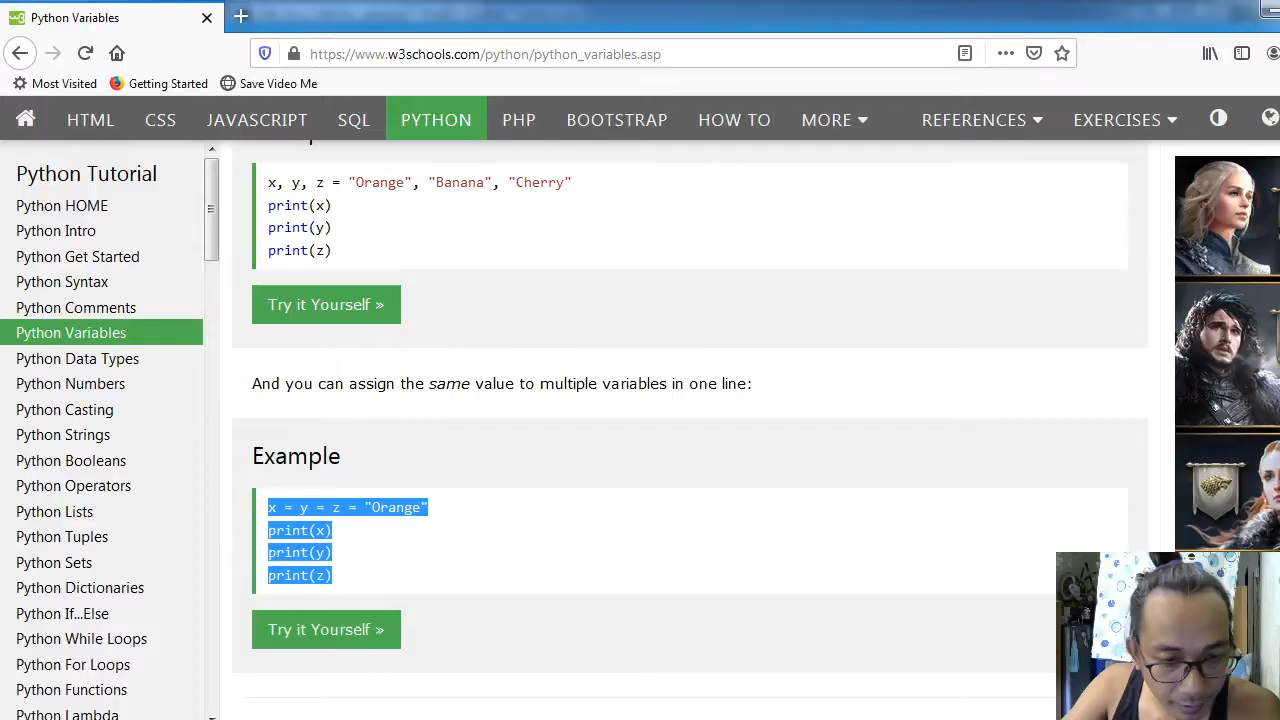 Python Variables
https://www.w3schools.com/python/python_variables.asp
Most Visited Getting Started Save Video Me
HTML CSS JAVASCRIPT SQL PYTHON PHP BOOTSTRAP HOW TO MORE REFERENCES EXERCISES
Python Tutorial
Python HOME
Python Intro
Python Get Started
Python Syntax
Python Comments
Python Variables
Python Data Types
Python Numbers
Python Casting
Python Strings
Python Booleans
Python Operators
Python Lists
Python Tuples
Python Sets
Python Dictionaries
Python If...Else
Python While Loops
Python For Loops
Python Functions
Python Lambda
x, y, z = "Orange", "Banana", "Cherry"
print(x)
print(y)
print(z)
Try it Yourself »
And you can assign the same value to multiple variables in one line:
Example
x = y = z = "Orange"
print(x)
print(y)
print(z)
Try it Yourself »